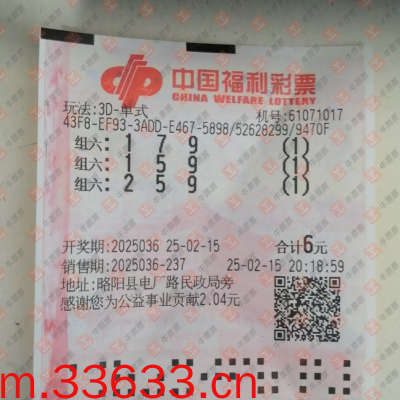 中国福利彩票
CHINA WELFARE LOTTERY
玩法:3D-单式 机号:61071017
43F8-EF93-3ADD-E467-5898/52628299/9470F
组六: 1 7 9 (1)
组六: 1 5 9 (1)
组六: 2 5 9 (1)
开奖期:2025036 25-02-15 合计6元
销售期:2025036-237 25-02-15 20:18:59
地址:略阳县电厂路民政局旁
感谢您为公益事业贡献2.04元
m.33633.cn